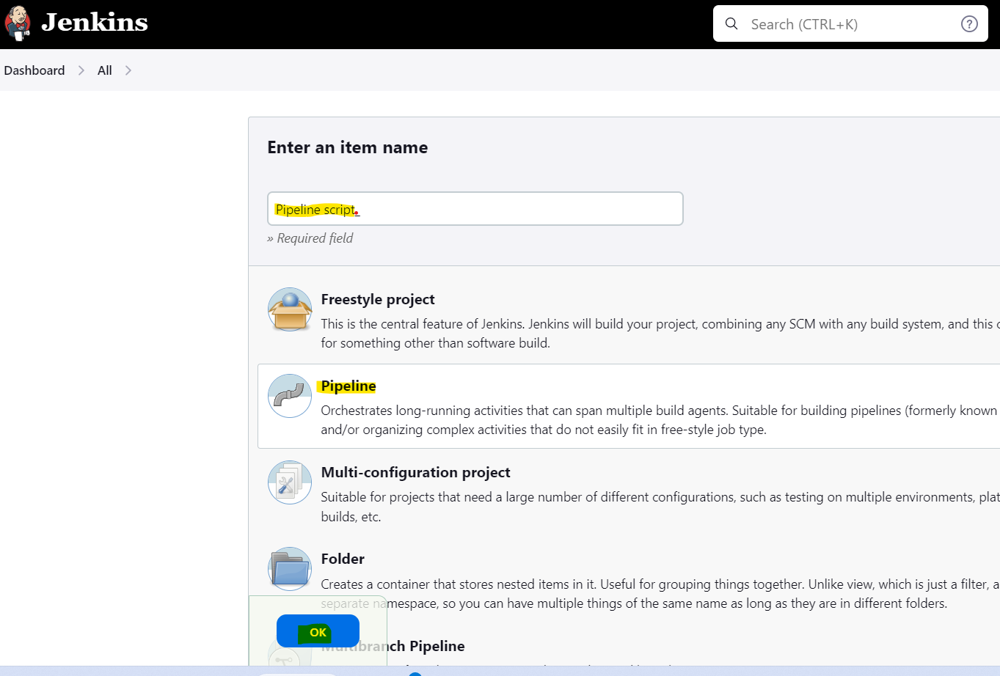 Jenkins
Search (CTRL+K)
Dashboard > All >
Enter an item name
Pipeline script
» Required field
Freestyle project
This is the central feature of Jenkins. Jenkins will build your project, combining any SCM with any build system, and this
for something other than software build.
Pipeline
Orchestrates long-running activities that can span multiple build agents. Suitable for building pipelines (formerly known
and/or organizing complex activities that do not easily fit in free-style job type.
Multi-configuration project
Suitable for projects that need a large number of different configurations, such as testing on multiple environments, plat
builds, etc.
Folder
Creates a container that stores nested items in it. Useful for grouping things together. Unlike view, which is just a filter, a
separate namespace, so you can have multiple things of the same name as long as they are in different folders.
OK
Multibranch Pipeline